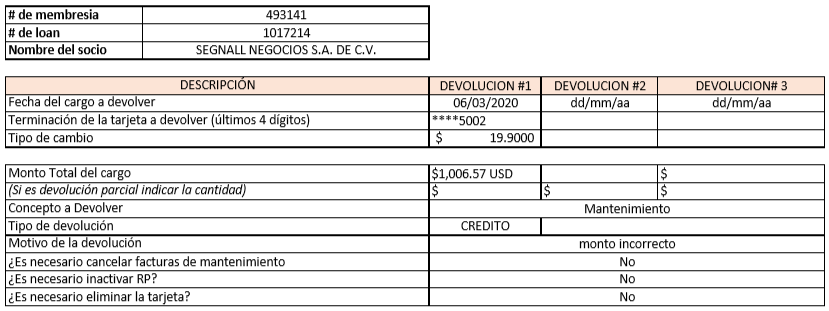 # de membresia 493141
# de loan 1017214
Nombre del socio SEGNALL NEGOCIOS S.A. DE C.V.
DESCRIPCIÓN DEVOLUCION #1 DEVOLUCION #2 DEVOLUCION# 3
Fecha del cargo a devolver 06/03/2020 dd/mm/aa dd/mm/aa
Terminación de la tarjeta a devolver (últimos 4 dígitos) ****5002
Tipo de cambio $ 19.9000
Monto Total del cargo $1,006.57 USD $
(Si es devolución parcial indicar la cantidad) $ $ $
Concepto a Devolver Mantenimiento
Tipo de devolución CREDITO
Motivo de la devolución monto incorrecto
¿Es necesario cancelar facturas de mantenimiento No
¿Es necesario inactivar RP? No
¿Es necesario eliminar la tarjeta? No